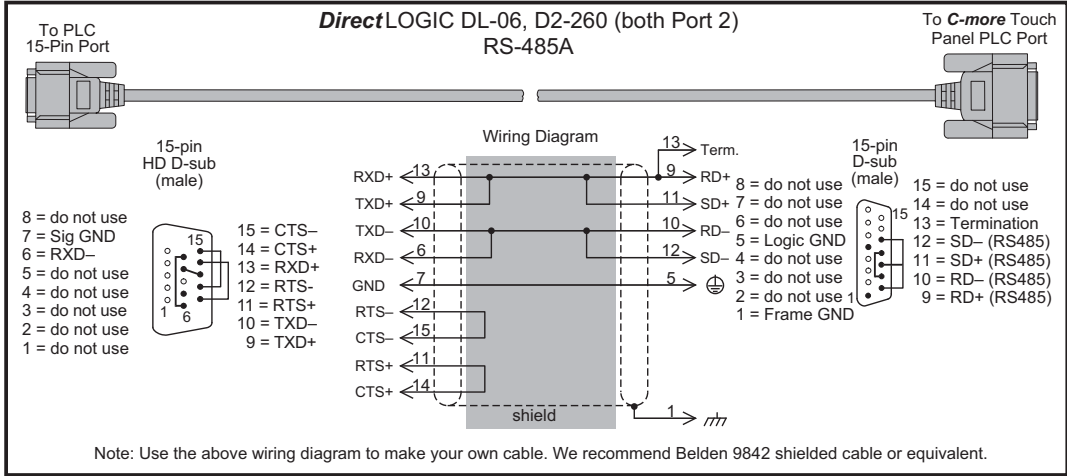 DirectLOGIC DL-06, D2-260 (both Port 2)
RS-485A
To PLC
15-Pin Port
To C-more Touch
Panel PLC Port
15-pin
HD D-sub
(male)
8 = do not use
7 = Sig GND
6 = RXD–
5 = do not use
4 = do not use
3 = do not use
2 = do not use
1 = do not use
15
1
6
15 = CTS–
14 = CTS+
13 = RXD+
12 = RTS-
11 = RTS+
10 = TXD–
9 = TXD+
Wiring Diagram
13 Term.
RXD+ 13 9 RD+
TXD+ 9 11 SD+
TXD– 10 10 RD–
RXD– 6 12 SD–
GND 7 5
RTS– 12
CTS– 15
RTS+ 11
CTS+ 14
shield
1
8 = do not use
7 = do not use
6 = do not use
5 = Logic GND
4 = do not use
3 = do not use
2 = do not use
1 = Frame GND
15-pin
D-sub
(male)
15
1
15 = do not use
14 = do not use
13 = Termination
12 = SD– (RS485)
11 = SD+ (RS485)
10 = RD– (RS485)
9 = RD+ (RS485)
Note: Use the above wiring diagram to make your own cable. We recommend Belden 9842 shielded cable or equivalent.